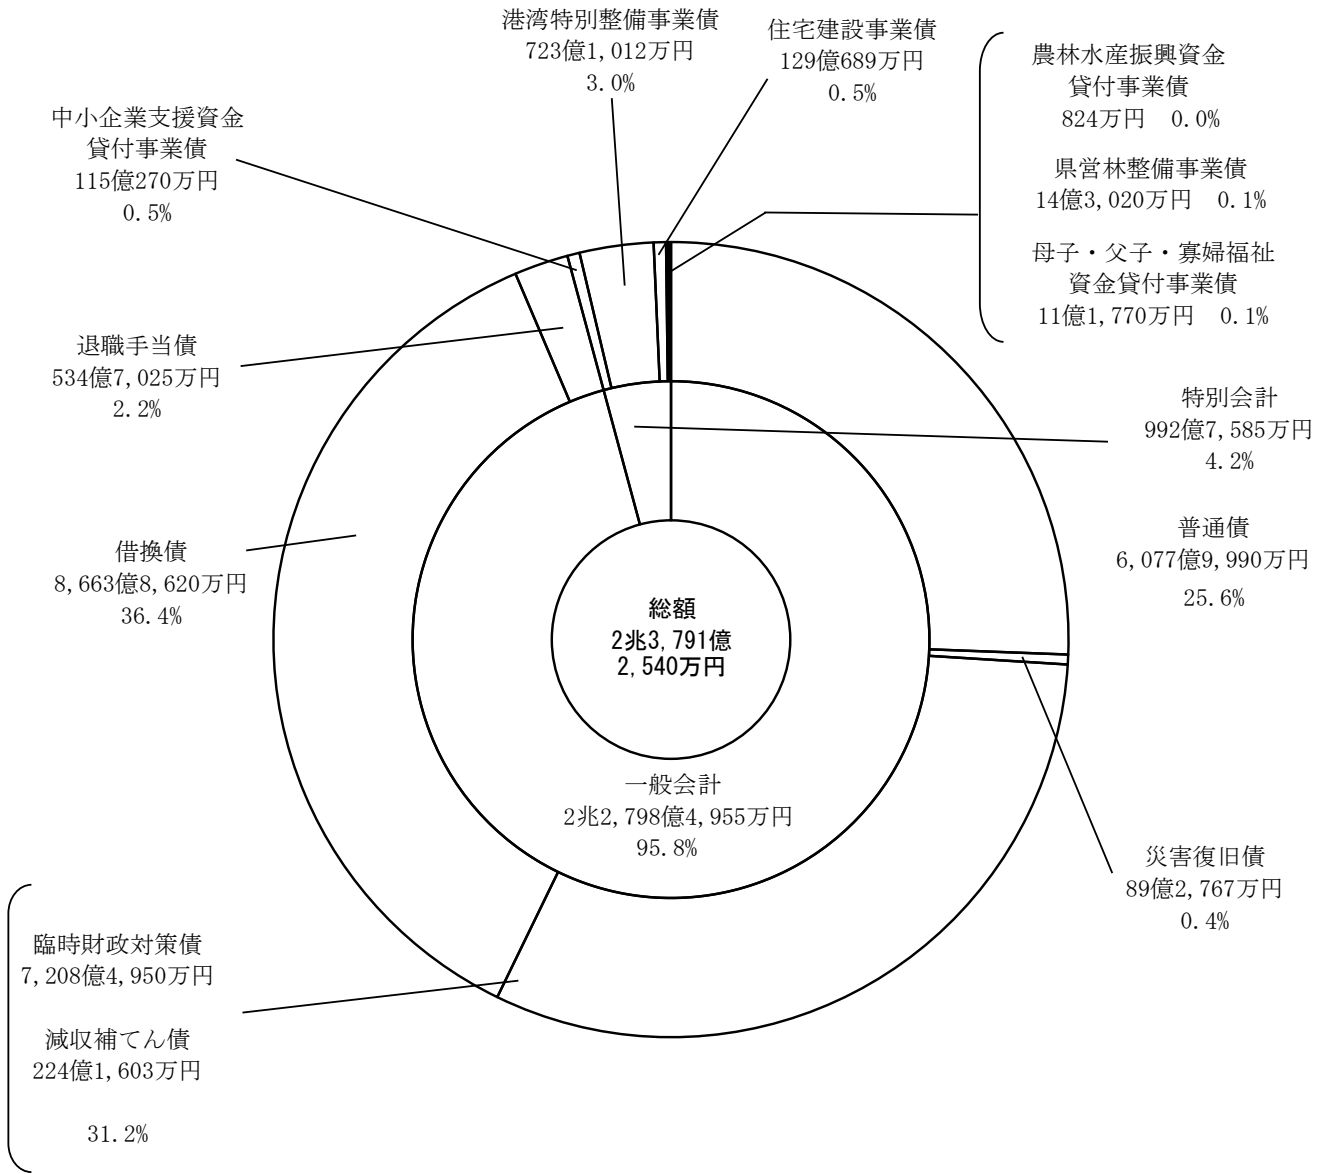 港湾特別整備事業債
723億1,012万円
3.0%
住宅建設事業債
129億689万円
0.5%
農林水産振興資金
貸付事業債
824万円　0.0%
県営林整備事業債
14億3,020万円　0.1%
母子・父子・寡婦福祉
資金貸付事業債
11億1,770万円　0.1%
中小企業支援資金
貸付事業債
115億270万円
0.5%
退職手当債
534億7,025万円
2.2%
特別会計
992億7,585万円
4.2%
普通債
6,077億9,990万円
25.6%
借換債
8,663億8,620万円
36.4%
総額
2兆3,791億
2,540万円
一般会計
2兆2,798億4,955万円
95.8%
災害復旧債
89億2,767万円
0.4%
臨時財政対策債
7,208億4,950万円
減収補てん債
224億1,603万円
31.2%